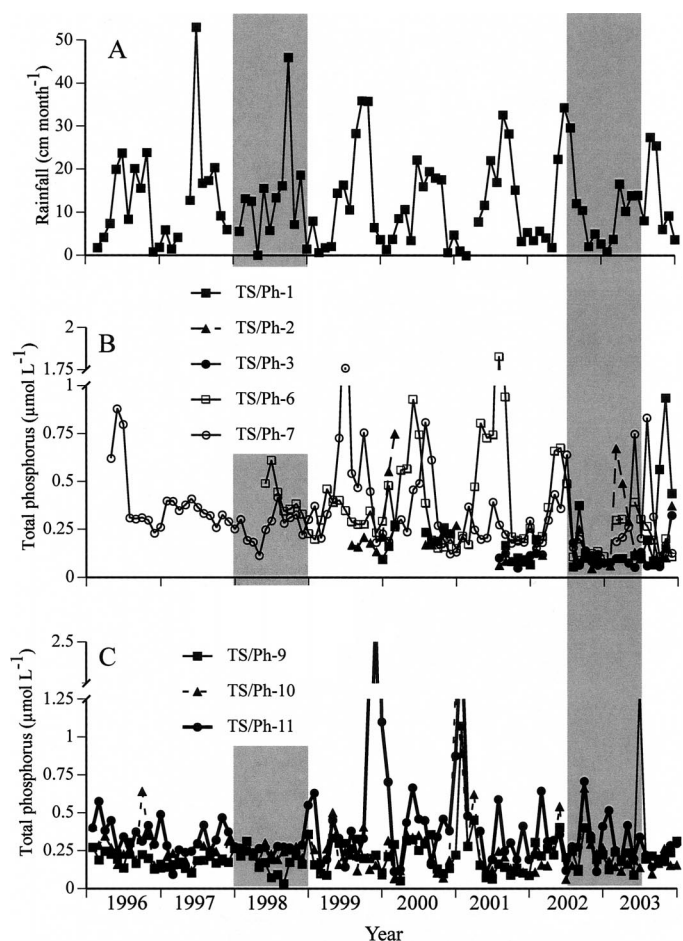 A
Rainfall (cm month⁻¹)
50
40
30
20
10
0
B
Total phosphorus (µmol L⁻¹)
2
1.75
1
0.75
0.5
0.25
0
TS/Ph-1
TS/Ph-2
TS/Ph-3
TS/Ph-6
TS/Ph-7
C
Total phosphorus (µmol L⁻¹)
2.5
1.25
1
0.75
0.5
0.25
0
TS/Ph-9
TS/Ph-10
TS/Ph-11
1996 1997 1998 1999 2000 2001 2002 2003
Year